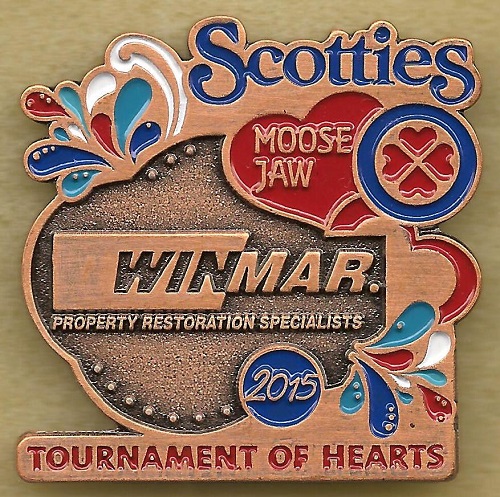 Scotties
MOOSE
JAW
WINMAR.
PROPERTY RESTORATION SPECIALISTS
2015
TOURNAMENT OF HEARTS